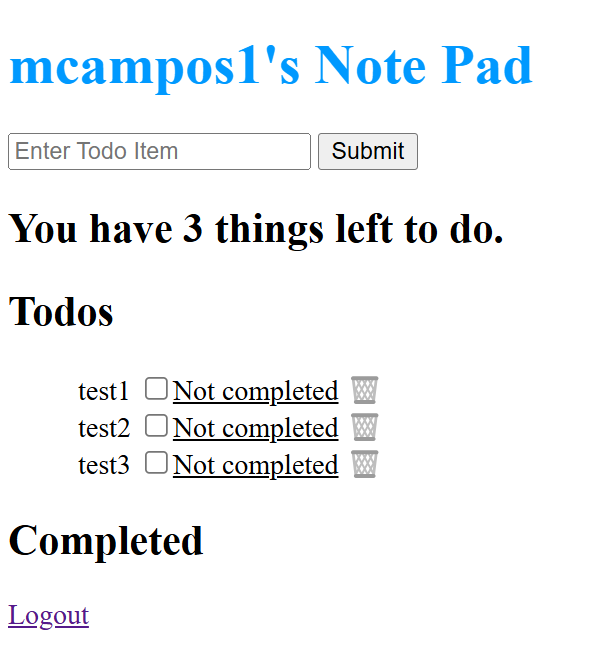 mcampos1's Note Pad
Enter Todo Item Submit
You have 3 things left to do.
Todos
test1 Not completed
test2 Not completed
test3 Not completed
Completed
Logout